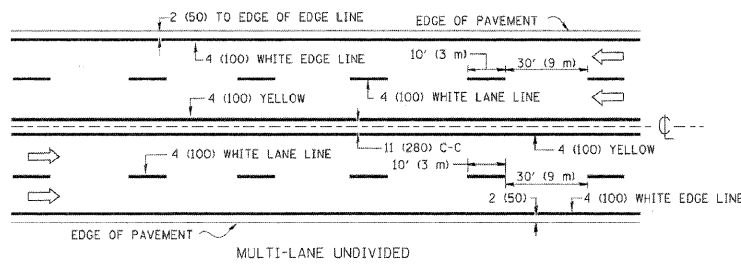 2 (50) TO EDGE OF EDGE LINE
EDGE OF PAVEMENT
4 (100) WHITE EDGE LINE
10' (3 m)
30' (9 m)
4 (100) YELLOW
4 (100) WHITE LANE LINE
11 (280) C-C
4 (100) YELLOW
4 (100) WHITE LANE LINE
10' (3 m)
30' (9 m)
2 (50)
4 (100) WHITE EDGE LINE
EDGE OF PAVEMENT
MULTI-LANE UNDIVIDED